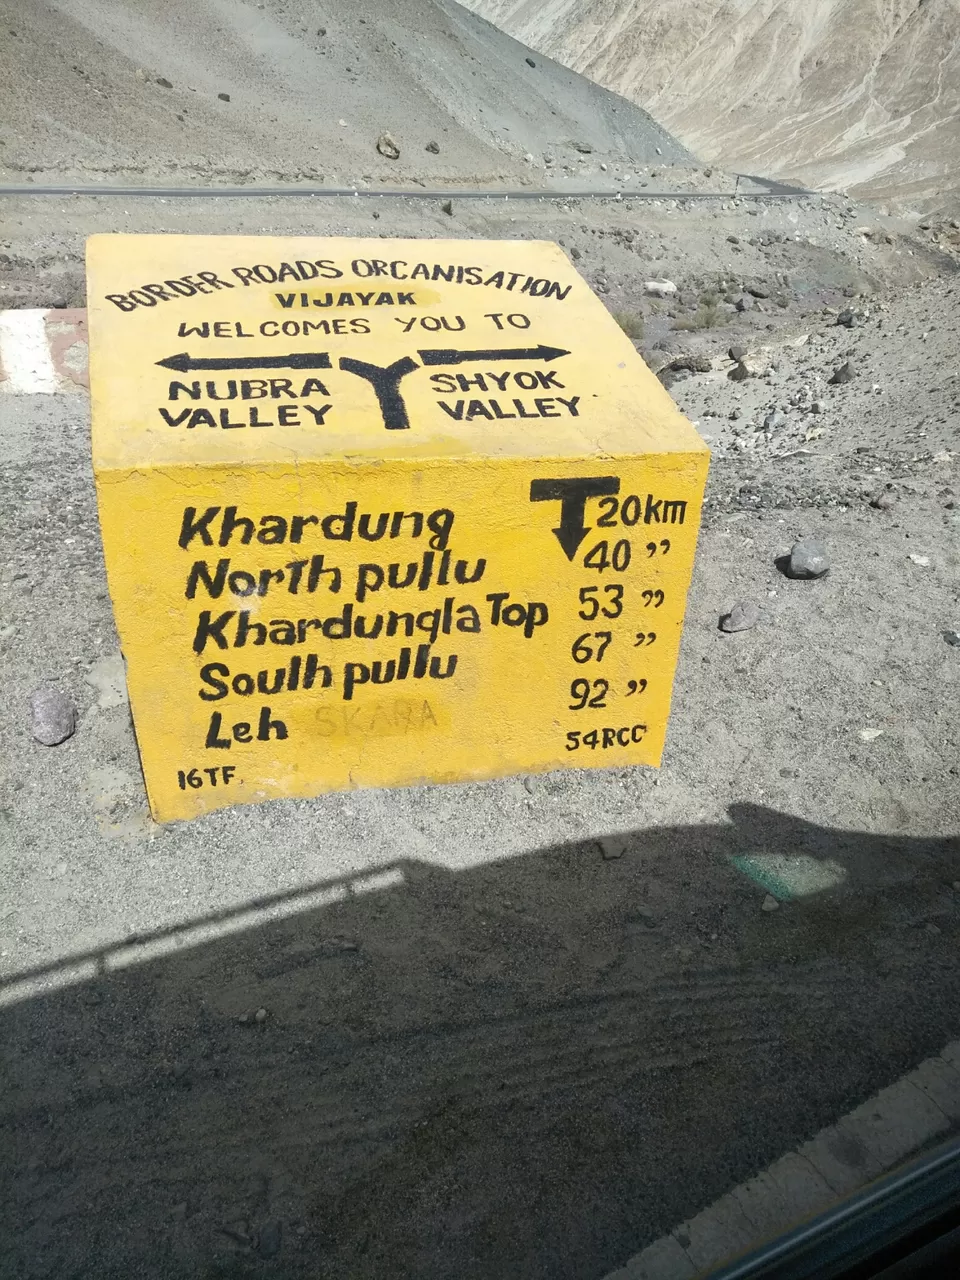 BORDER ROADS ORGANISATION
VIJAYAK
WELCOMES YOU TO
NUBRA VALLEY
SHYOK VALLEY
Khardung 20km
North pullu 40 ”
Khardungla Top 53 ”
South pullu 67 ”
Leh SKARA 92 ”
16TF. 54RCC